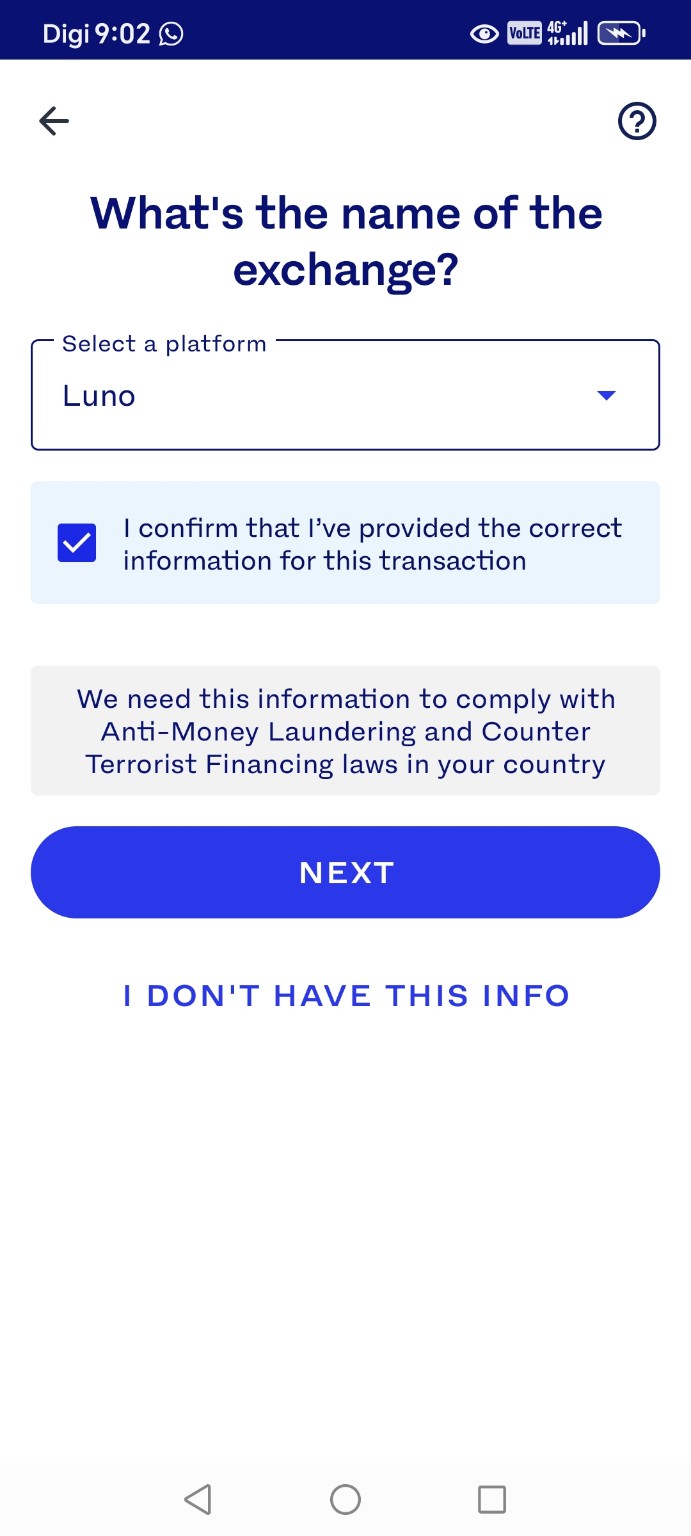 Digi 9:02 VoLTE 4G+
What's the name of the
exchange?
Select a platform
Luno
I confirm that I’ve provided the correct
information for this transaction
We need this information to comply with
Anti-Money Laundering and Counter
Terrorist Financing laws in your country
NEXT
I DON'T HAVE THIS INFO